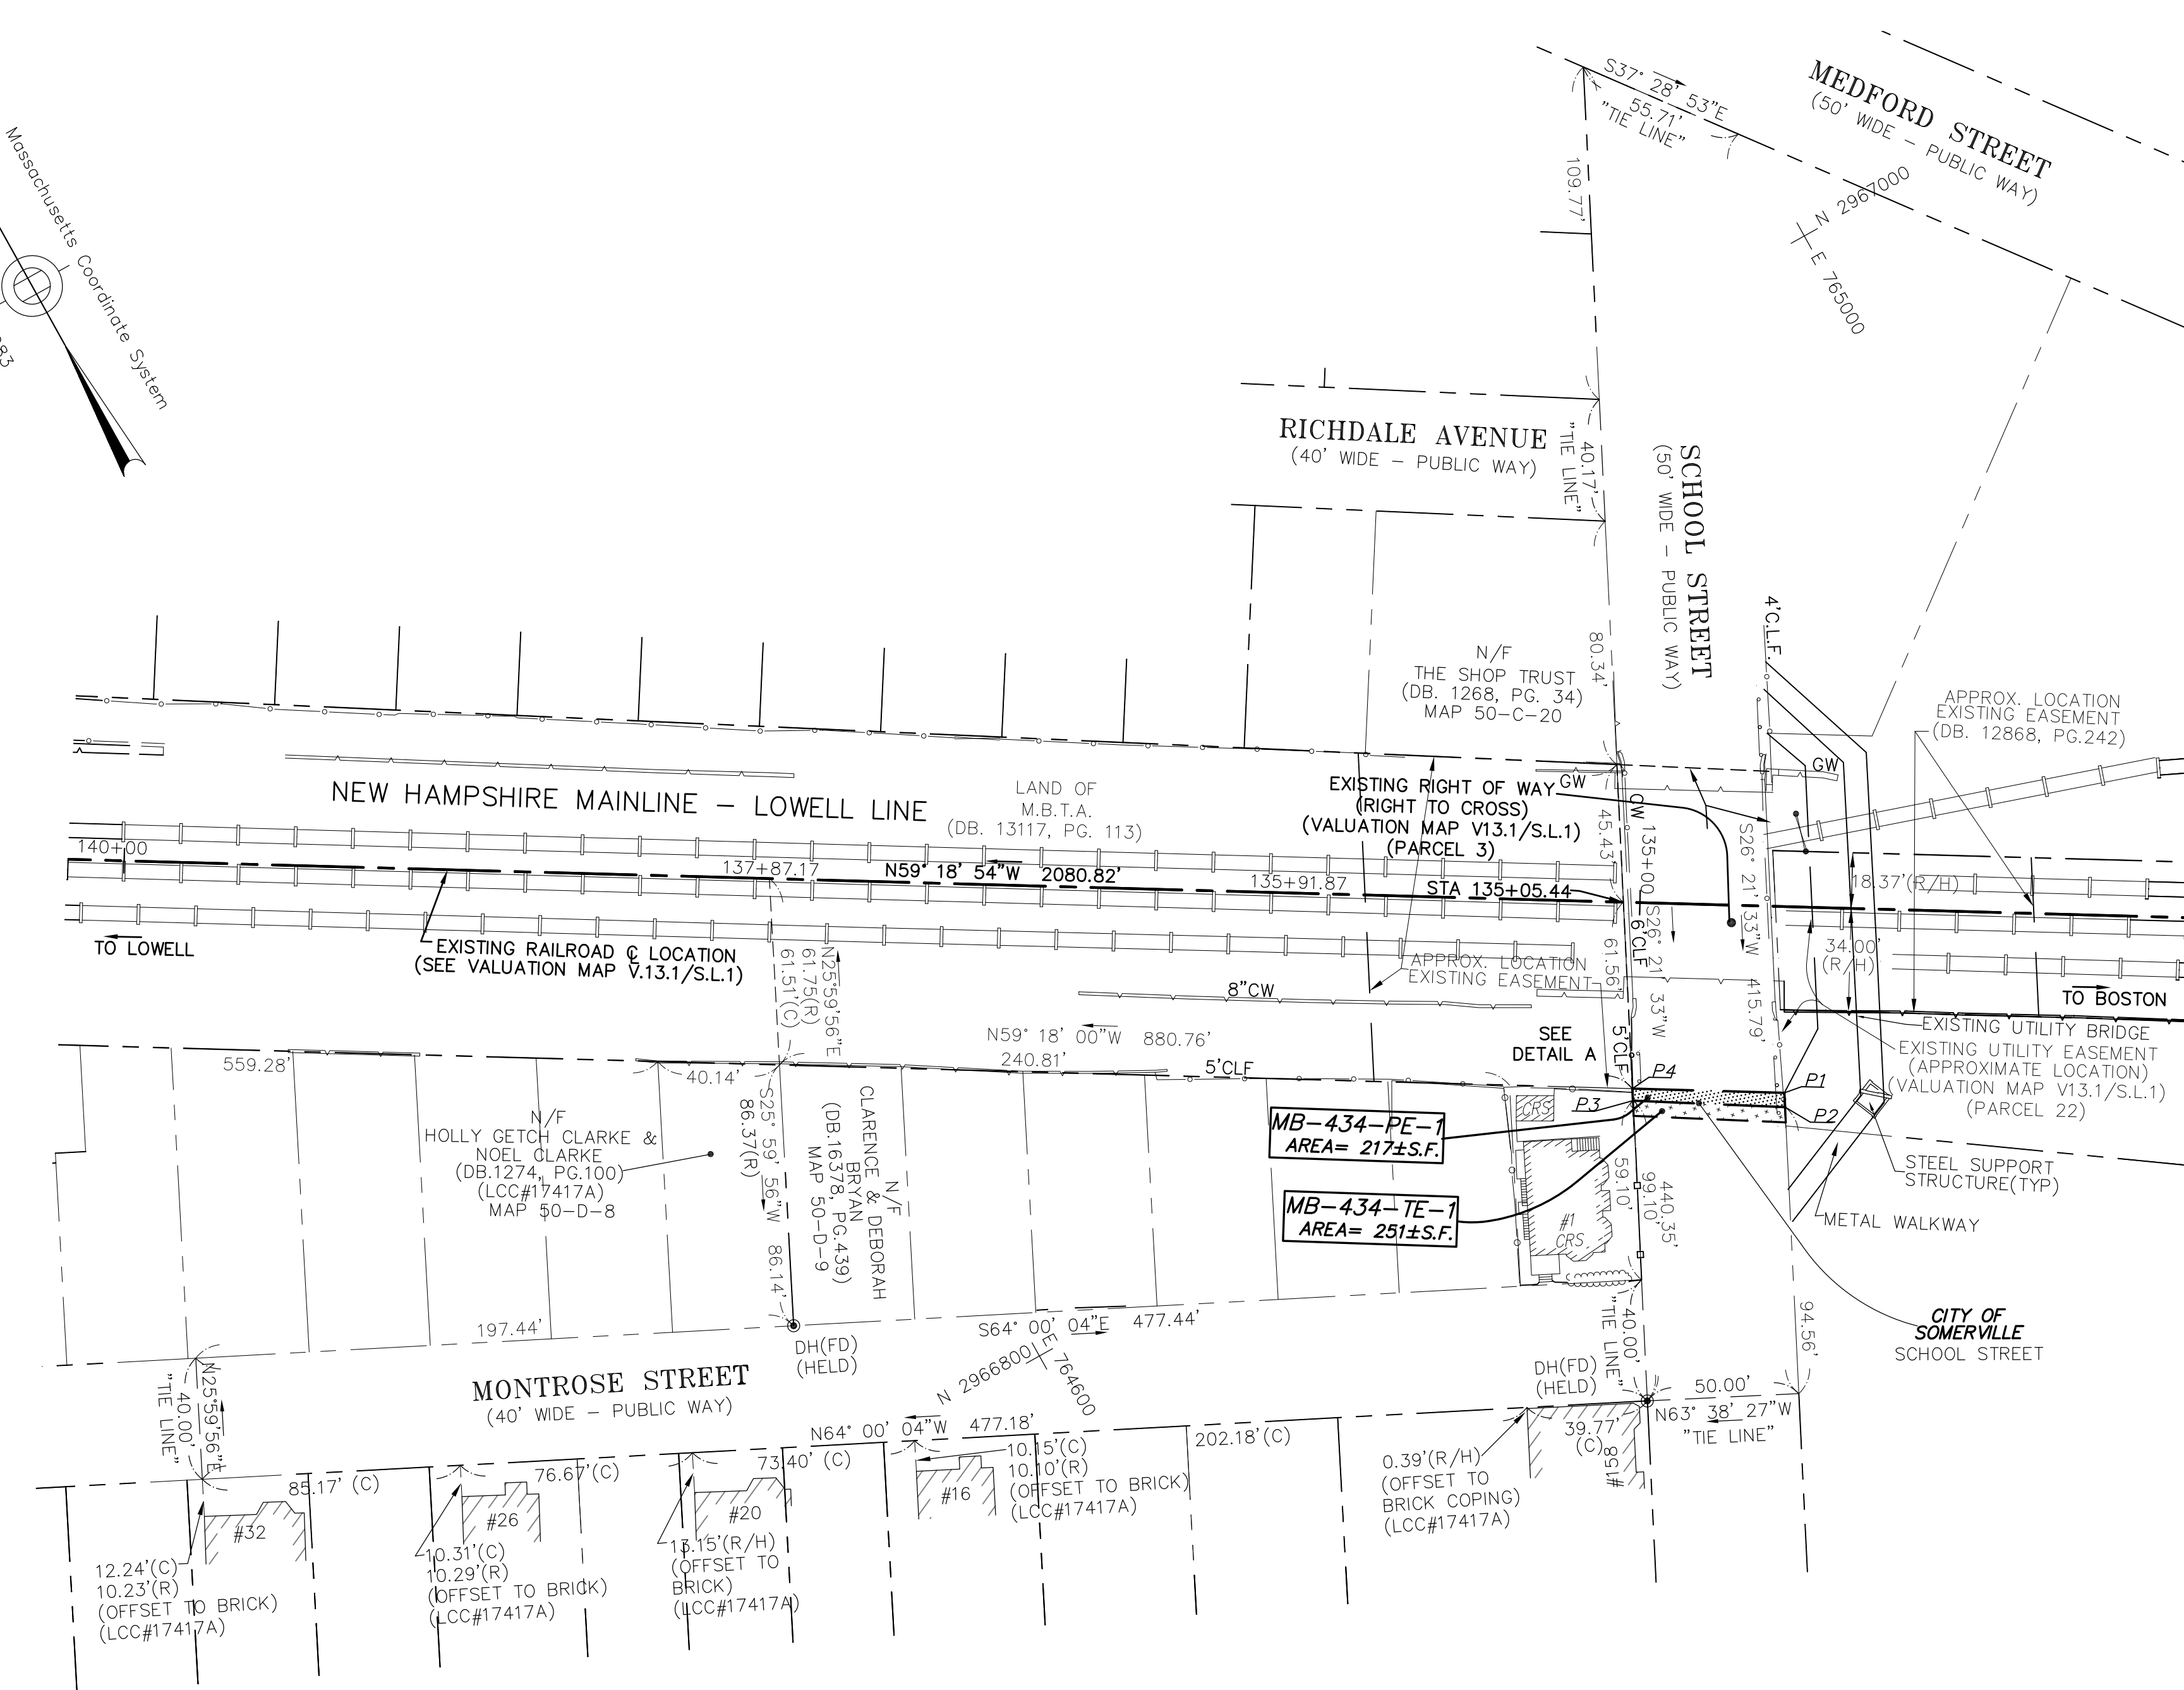 Massachusetts Coordinate System
S37° 28' 53"E
55.71'
"TIE LINE"
MEDFORD STREET
(50' WIDE – PUBLIC WAY)
N 2967000
E 765000
109.77'
RICHDALE AVENUE
(40' WIDE – PUBLIC WAY)
40.17'
"TIE LINE"
SCHOOL STREET
(50' WIDE – PUBLIC WAY)
80.34'
4'C.L.F.
N/F
THE SHOP TRUST
(DB. 1268, PG. 34)
MAP 50-C-20
APPROX. LOCATION
EXISTING EASEMENT
(DB. 12868, PG.242)
NEW HAMPSHIRE MAINLINE – LOWELL LINE
LAND OF
M.B.T.A.
(DB. 13117, PG. 113)
EXISTING RIGHT OF WAY
(RIGHT TO CROSS)
(VALUATION MAP V13.1/S.L.1)
(PARCEL 3)
GW
GW
CW
45.43'
135+00
S26° 21' 33"W
415.79'
18.37'(R/H)
140+00
137+87.17
N59° 18' 54"W 2080.82'
135+91.87
STA 135+05.44
TO LOWELL
EXISTING RAILROAD ℄ LOCATION
(SEE VALUATION MAP V.13.1/S.L.1)
61.51'(C)
61.75(R)
N25°59'56"E
APPROX. LOCATION
EXISTING EASEMENT
61.56'
6'CLF
S26° 21' 33"W
34.00'
(R/H)
TO BOSTON
8"CW
N59° 18' 00"W 880.76'
240.81'
5'CLF
SEE
DETAIL A
5'CLF
EXISTING UTILITY BRIDGE
EXISTING UTILITY EASEMENT
(APPROXIMATE LOCATION)
(VALUATION MAP V13.1/S.L.1)
(PARCEL 22)
559.28'
40.14'
P4
P1
P3
P2
N/F
HOLLY GETCH CLARKE &
NOEL CLARKE
(DB.1274, PG.100)
(LCC#17417A)
MAP 50-D-8
S25° 59' 56"W 86.14'
86.37(R)
N/F
CLARENCE & DEBORAH
BRYAN
(DB.16378, PG.439)
MAP 50-D-9
MB-434-PE-1
AREA= 217±S.F.
MB-434-TE-1
AREA= 251±S.F.
CRS
#1
CRS
59.10'
99.10'
440.35'
STEEL SUPPORT
STRUCTURE(TYP)
METAL WALKWAY
197.44'
S64° 00' 04"E 477.44'
DH(FD)
(HELD)
N 2966800
E 764600
40.00'
"TIE LINE"
94.56'
CITY OF
SOMERVILLE
SCHOOL STREET
MONTROSE STREET
(40' WIDE – PUBLIC WAY)
DH(FD)
(HELD)
50.00'
N63° 38' 27"W
"TIE LINE"
N25°59'56"E
40.00'
"TIE LINE"
N64° 00' 04"W 477.18'
85.17' (C)
76.67'(C)
73.40' (C)
202.18'(C)
39.77'
(C)
#158
#32
#26
#20
#16
12.24'(C)
10.23'(R)
(OFFSET TO BRICK)
(LCC#17417A)
10.31'(C)
10.29'(R)
(OFFSET TO BRICK)
(LCC#17417A)
13.15'(R/H)
(OFFSET TO
BRICK)
(LCC#17417A)
10.15'(C)
10.10'(R)
(OFFSET TO BRICK)
(LCC#17417A)
0.39'(R/H)
(OFFSET TO
BRICK COPING)
(LCC#17417A)